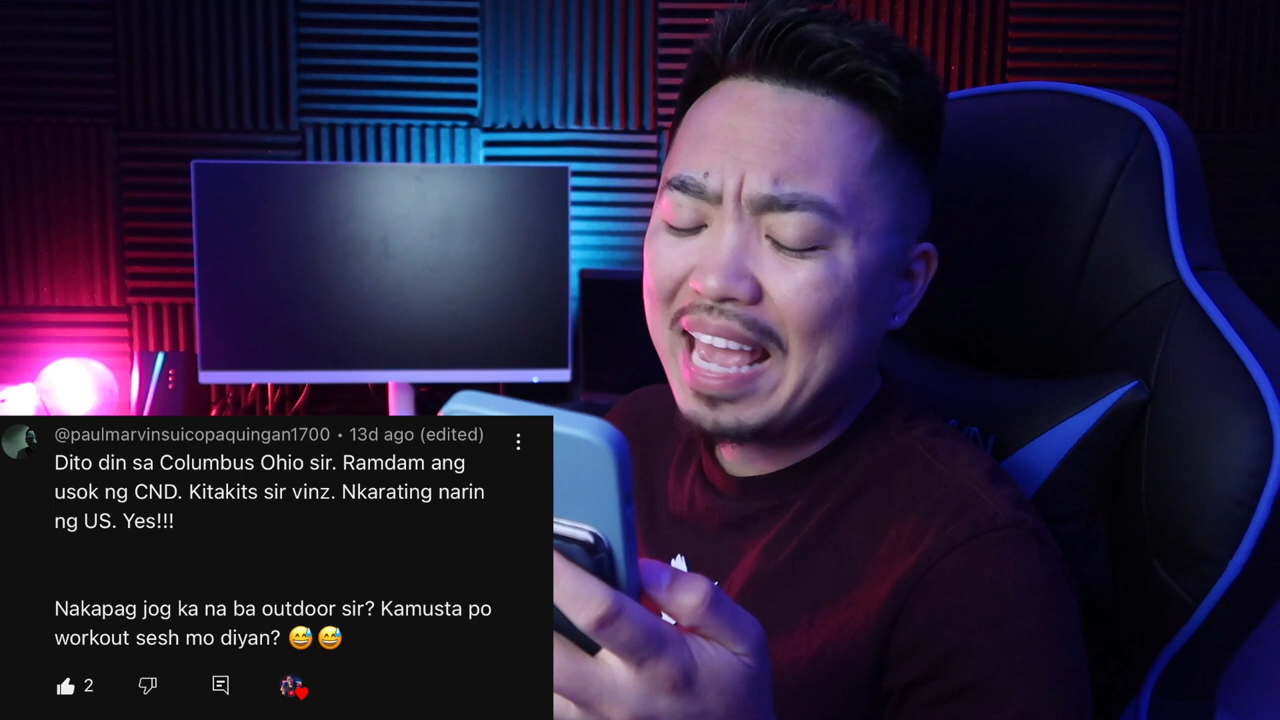 @paulmarvinsuicopaquingan1700 • 13d ago (edited)
Dito din sa Columbus Ohio sir. Ramdam ang
usok ng CND. Kitakits sir vinz. Nkarating narin
ng US. Yes!!!
Nakapag jog ka na ba outdoor sir? Kamusta po
workout sesh mo diyan? 😅😅
2